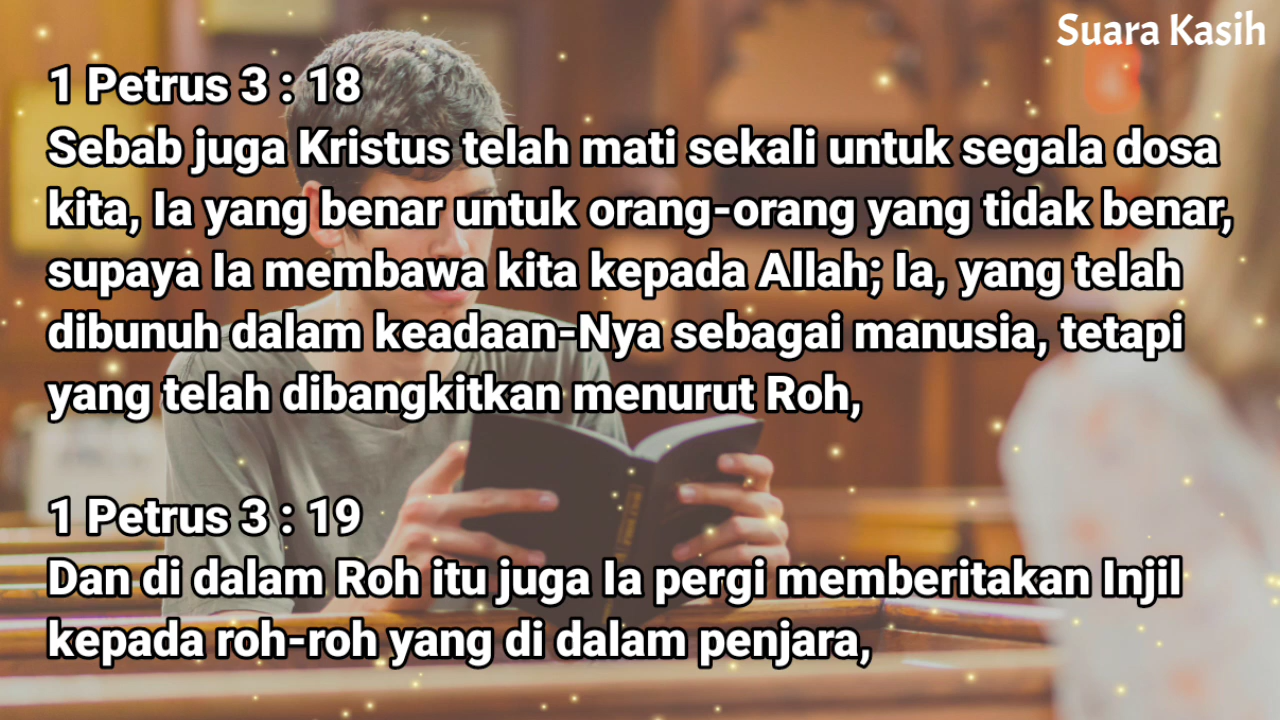 Suara Kasih
1 Petrus 3 : 18
Sebab juga Kristus telah mati sekali untuk segala dosa
kita, Ia yang benar untuk orang-orang yang tidak benar,
supaya Ia membawa kita kepada Allah; Ia, yang telah
dibunuh dalam keadaan-Nya sebagai manusia, tetapi
yang telah dibangkitkan menurut Roh,
1 Petrus 3 : 19
Dan di dalam Roh itu juga Ia pergi memberitakan Injil
kepada roh-roh yang di dalam penjara,